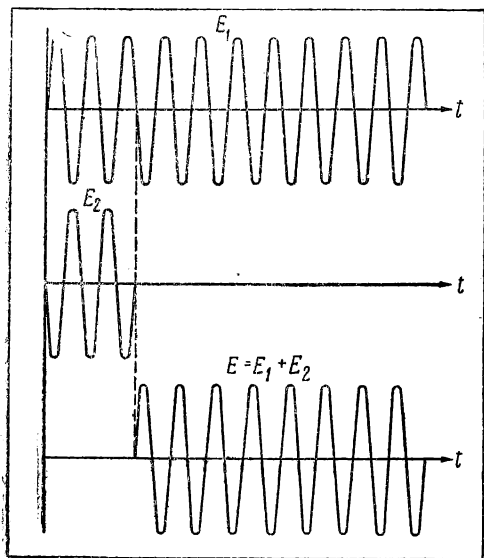 E₁
t
E₂
t
E = E₁ + E₂
t